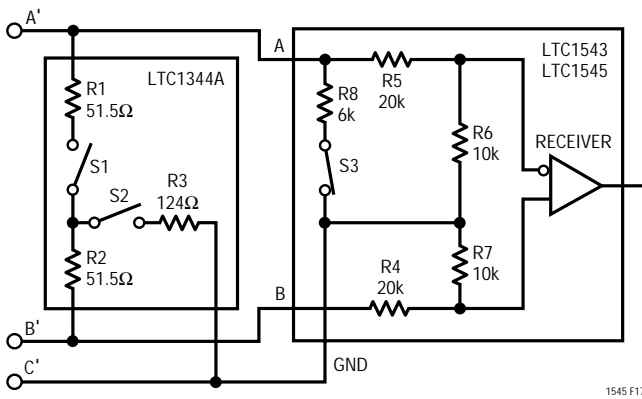 A'
A
LTC1543
LTC1545
LTC1344A
R1
51.5Ω
R8
6k
R5
20k
R6
10k
RECEIVER
S1
S2
R3
124Ω
S3
R2
51.5Ω
R4
20k
R7
10k
B
B'
C'
GND
1545 F17